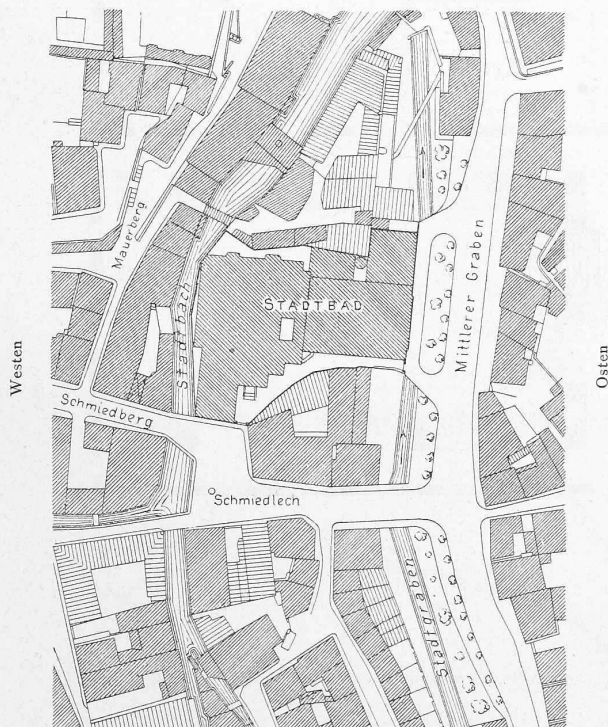 Westen
Mauerberg
Stadtbach
STADTBAD
Mittlerer Graben
Schmiedberg
Schmiedlech
Stadtgraben
Osten